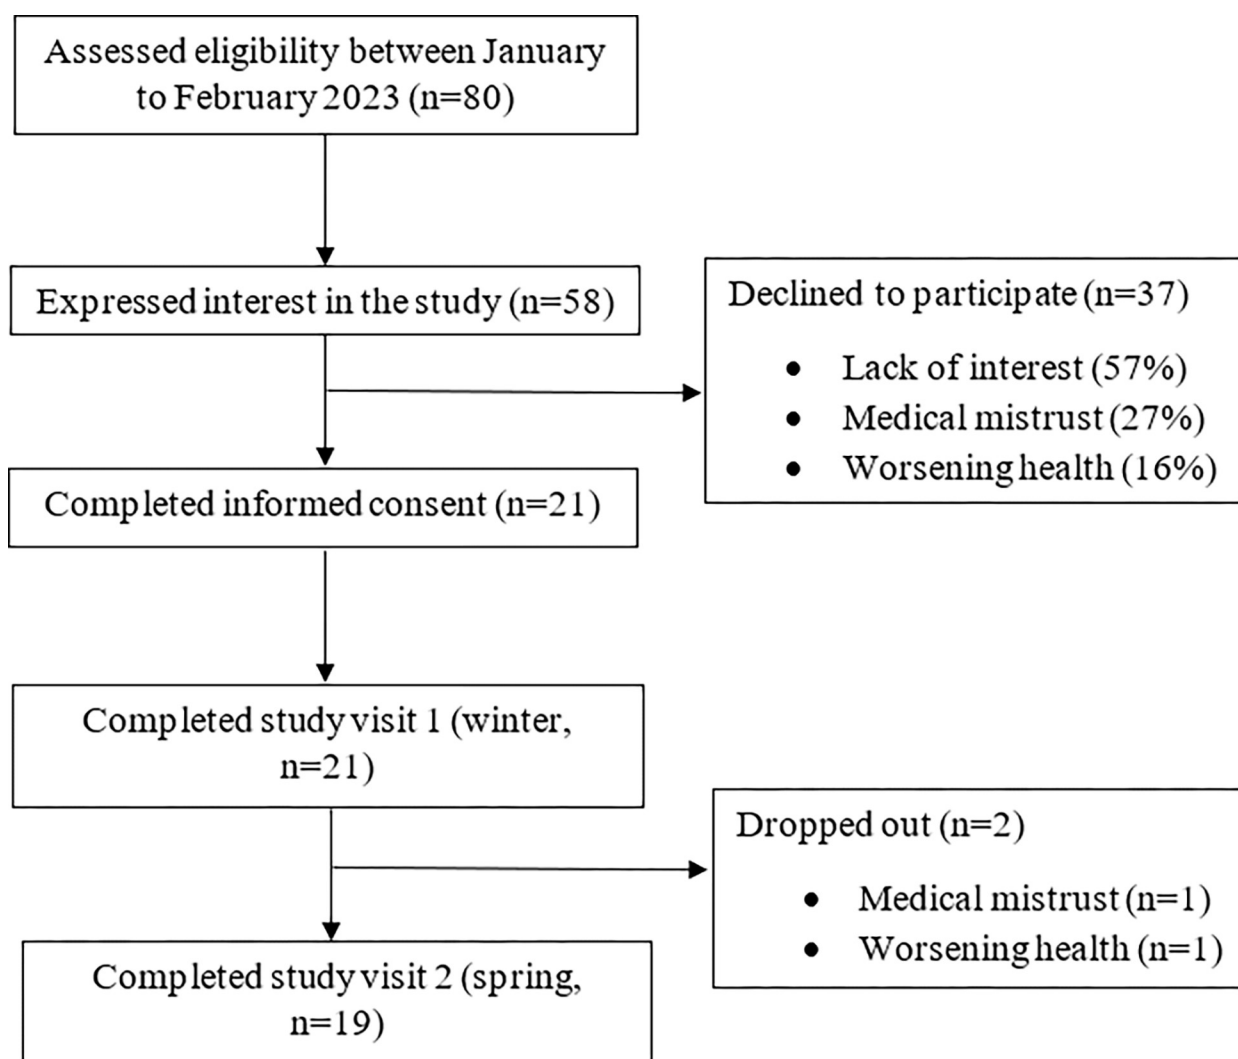 Assessed eligibility between January
to February 2023 (n=80)
Expressed interest in the study (n=58)
Declined to participate (n=37)
• Lack of interest (57%)
• Medical mistrust (27%)
• Worsening health (16%)
Completed informed consent (n=21)
Completed study visit 1 (winter,
n=21)
Dropped out (n=2)
• Medical mistrust (n=1)
• Worsening health (n=1)
Completed study visit 2 (spring,
n=19)